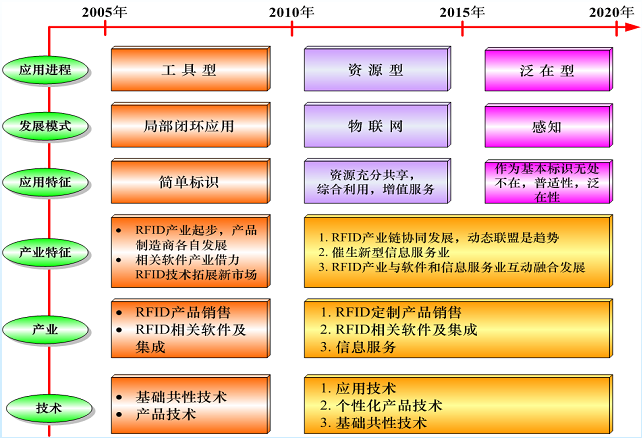 2005年 2010年 2015年 2020年
应用进程 工具型 资源型 泛在型
发展模式 局部闭环应用 物联网 感知
应用特征 简单标识
资源充分共享，
综合利用，增值服务
作为基本标识无处
不在，普适性，泛
在性
产业特征
• RFID产业起步，产品
制造商各自发展
• 相关软件产业借力
RFID技术拓展新市场
1. RFID产业链协同发展，动态联盟是趋势
2. 催生新型信息服务业
3. RFID产业与软件和信息服务业互动融合发展
产业
• RFID产品销售
• RFID相关软件及
集成
1. RFID定制产品销售
2. RFID相关软件及集成
3. 信息服务
技术
• 基础共性技术
• 产品技术
1. 应用技术
2. 个性化产品技术
3. 基础共性技术